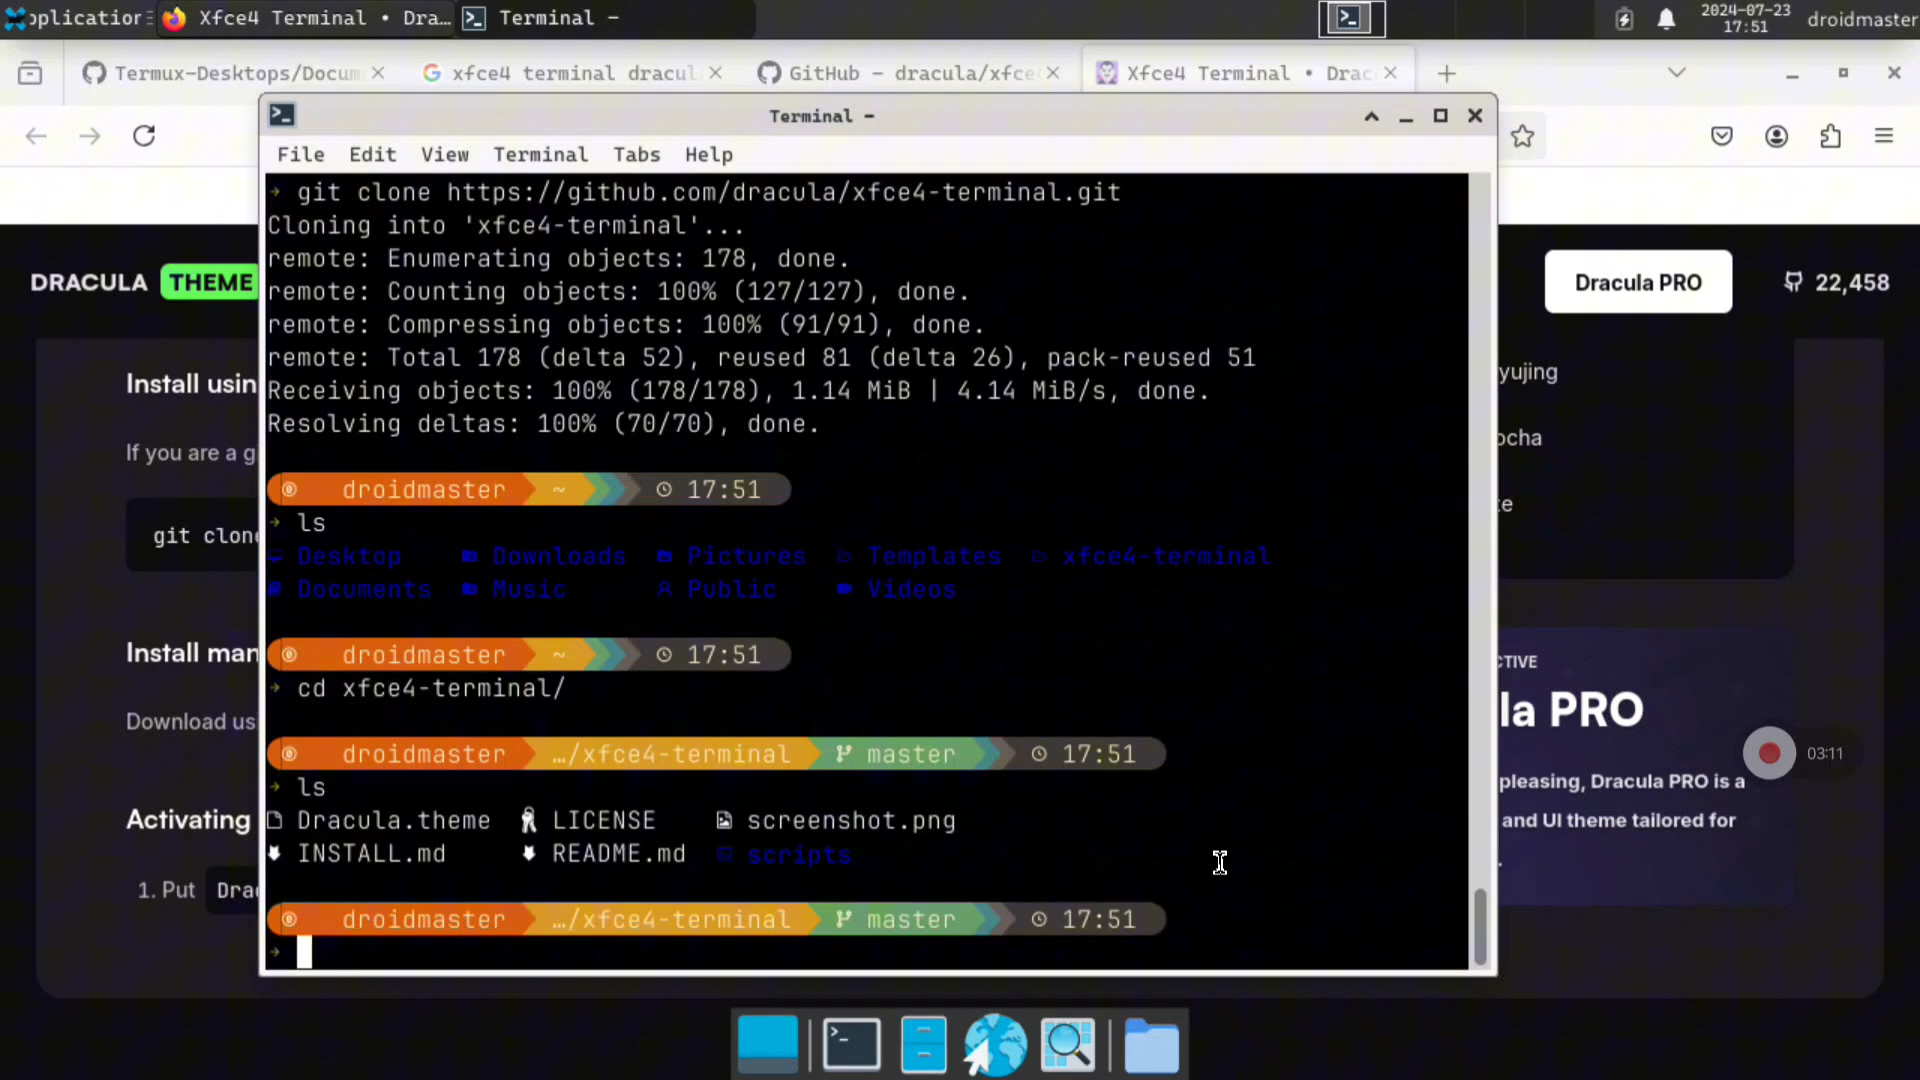 pplication
Xfce4 Terminal • Dra...
Terminal –
2024-07-23
17:51
droidmaster
Termux-Desktops/Docum
xfce4 terminal dracul
GitHub – dracula/xfce
Xfce4 Terminal • Drac
Terminal –
File Edit View Terminal Tabs Help
git clone https://github.com/dracula/xfce4-terminal.git
Cloning into 'xfce4-terminal'...
remote: Enumerating objects: 178, done.
remote: Counting objects: 100% (127/127), done.
remote: Compressing objects: 100% (91/91), done.
remote: Total 178 (delta 52), reused 81 (delta 26), pack-reused 51
Receiving objects: 100% (178/178), 1.14 MiB | 4.14 MiB/s, done.
Resolving deltas: 100% (70/70), done.
droidmaster ~ 17:51
ls
Desktop Downloads Pictures Templates xfce4-terminal
Documents Music Public Videos
droidmaster ~ 17:51
cd xfce4-terminal/
droidmaster …/xfce4-terminal master 17:51
ls
Dracula.theme LICENSE screenshot.png
INSTALL.md README.md scripts
droidmaster …/xfce4-terminal master 17:51
DRACULA THEME
Dracula PRO
22,458
Install usin
If you are a g
git clon
Install man
Download us
Activating
1. Put Drac
yujing
ocha
te
CTIVE
la PRO
pleasing, Dracula PRO is a
and UI theme tailored for
.
03:11